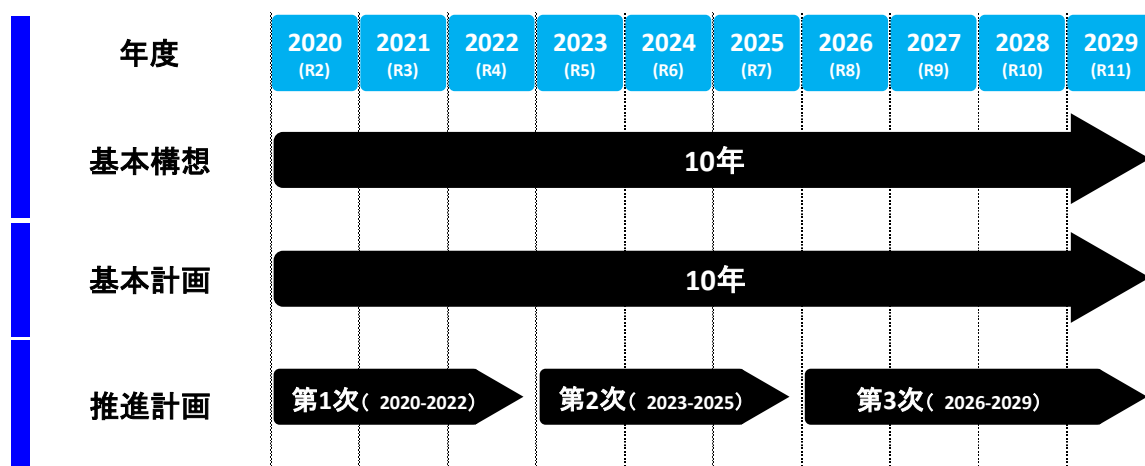 年度
2020 2021 2022 2023 2024 2025 2026 2027 2028 2029
(R2) (R3) (R4) (R5) (R6) (R7) (R8) (R9) (R10) (R11)
基本構想
10年
基本計画
10年
推進計画
第1次( 2020-2022)
第2次( 2023-2025)
第3次( 2026-2029)